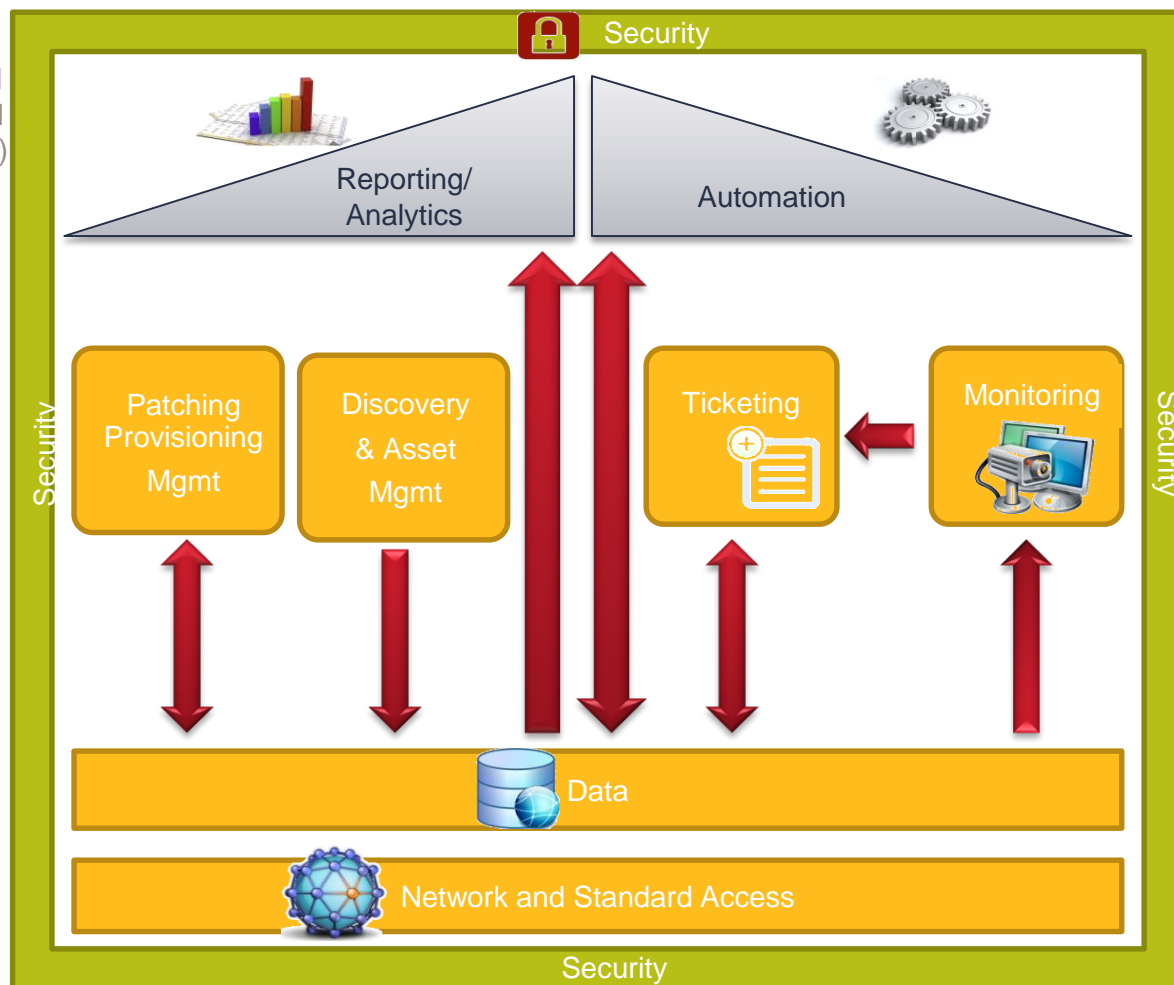 Security
)
Reporting/
Analytics
Automation
Patching
Provisioning
Mgmt
Discovery
& Asset
Mgmt
Ticketing
Monitoring
Security
Security
Data
Network and Standard Access
Security